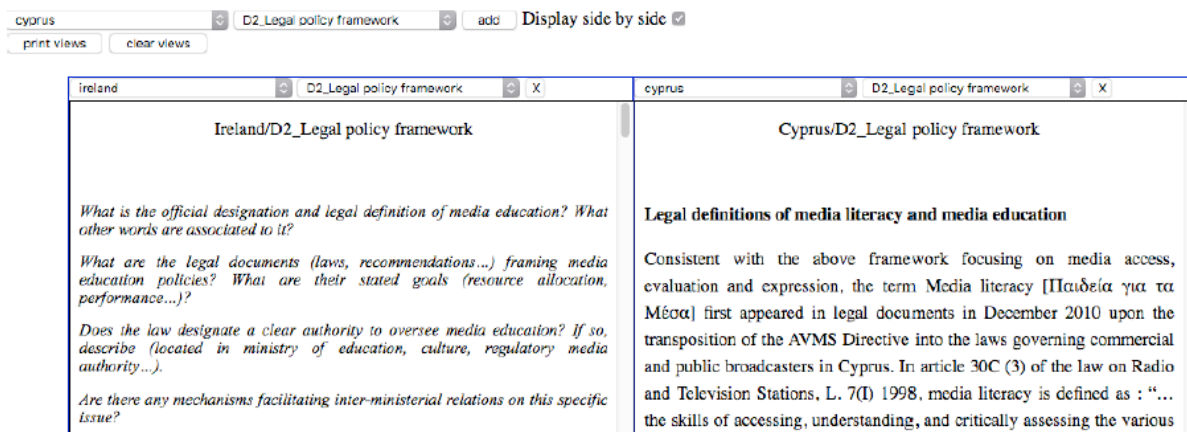 cyprus D2_Legal policy framework add Display side by side
print views clear views
ireland D2_Legal policy framework X
Ireland/D2_Legal policy framework
What is the official designation and legal definition of media education? What
other words are associated to it?
What are the legal documents (laws, recommendations...) framing media
education policies? What are their stated goals (resource allocation,
performance...)?
Does the law designate a clear authority to oversee media education? If so,
describe (located in ministry of education, culture, regulatory media
authority...).
Are there any mechanisms facilitating inter-ministerial relations on this specific
issue?
cyprus D2_Legal policy framework X
Cyprus/D2_Legal policy framework
Legal definitions of media literacy and media education
Consistent with the above framework focusing on media access,
evaluation and expression, the term Media literacy [Παιδεία για τα
Μέσα] first appeared in legal documents in December 2010 upon the
transposition of the AVMS Directive into the laws governing commercial
and public broadcasters in Cyprus. In article 30C (3) of the law on Radio
and Television Stations, L. 7(I) 1998, media literacy is defined as : “…
the skills of accessing, understanding, and critically assessing the various